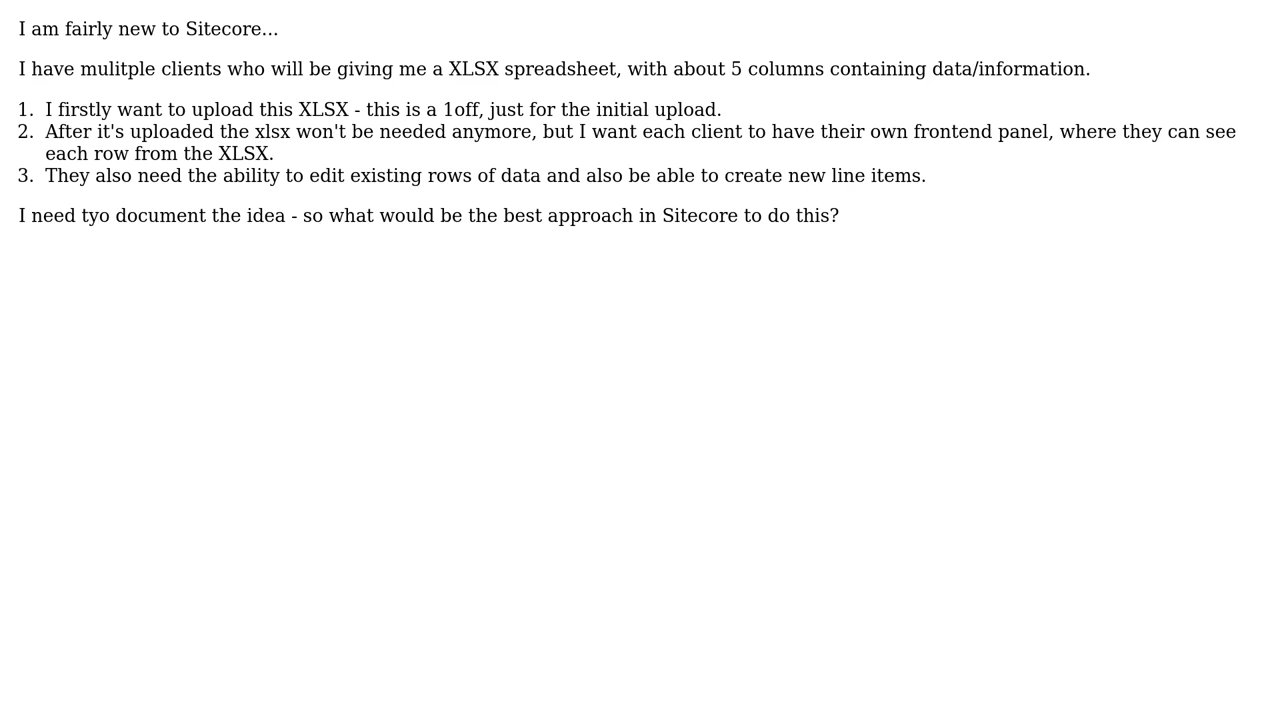 I am fairly new to Sitecore...
I have mulitple clients who will be giving me a XLSX spreadsheet, with about 5 columns containing data/information.
1. I firstly want to upload this XLSX - this is a 1off, just for the initial upload.
2. After it's uploaded the xlsx won't be needed anymore, but I want each client to have their own frontend panel, where they can see
each row from the XLSX.
3. They also need the ability to edit existing rows of data and also be able to create new line items.
I need tyo document the idea - so what would be the best approach in Sitecore to do this?